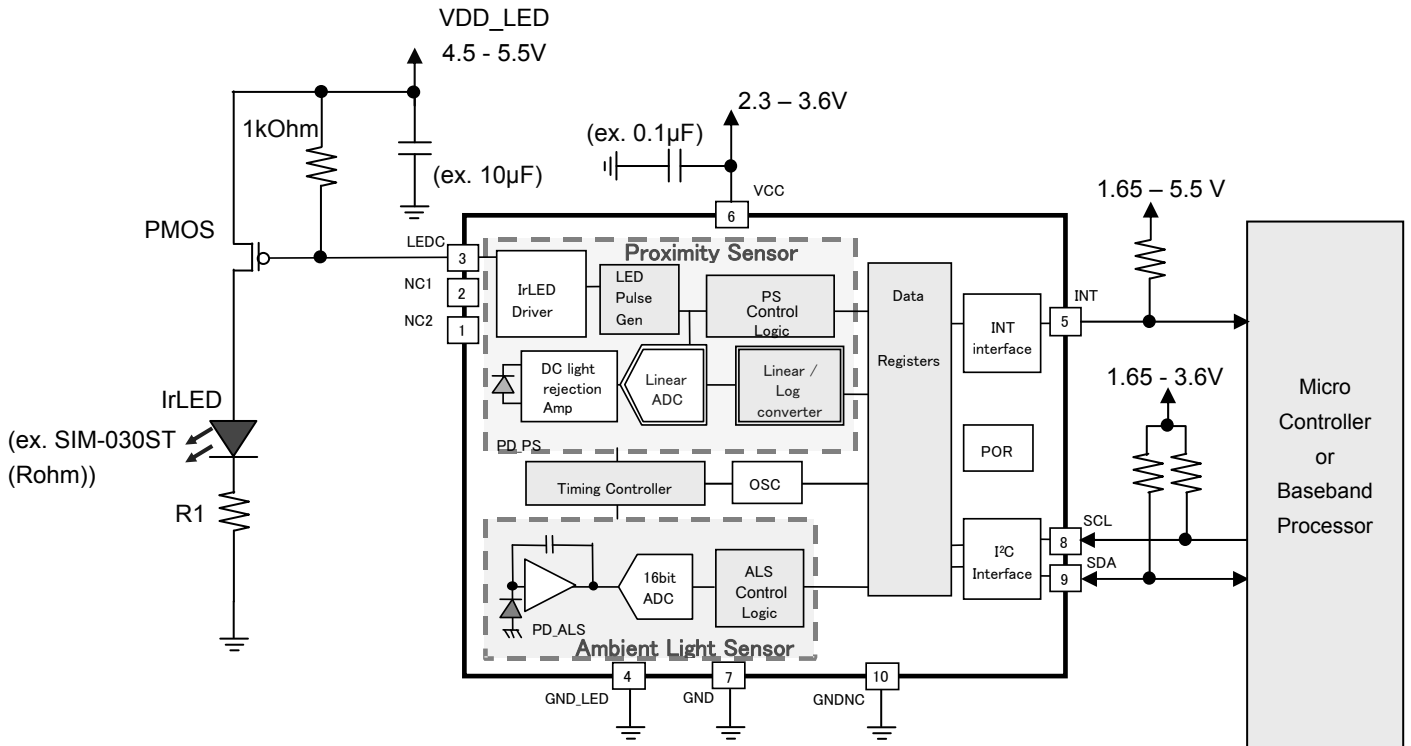 VDD_LED
4.5 - 5.5V
1kOhm
(ex. 10µF)
PMOS
IrLED
(ex. SIM-030ST
(Rohm))
R1
2.3 – 3.6V
(ex. 0.1µF)
VCC
6
LEDC
3
NC1
2
NC2
1
Proximity Sensor
IrLED
Driver
LED
Pulse
Gen
PS
Control
Logic
DC light
rejection
Amp
Linear
ADC
Linear /
Log
converter
PD_PS
Timing Controller
OSC
PD_ALS
16bit
ADC
ALS
Control
Logic
Ambient Light Sensor
Data
Registers
INT
interface
POR
I²C
Interface
INT
5
1.65 – 5.5 V
1.65 - 3.6V
SCL
8
SDA
9
Micro
Controller
or
Baseband
Processor
GND_LED
4
GND
7
GNDNC
10